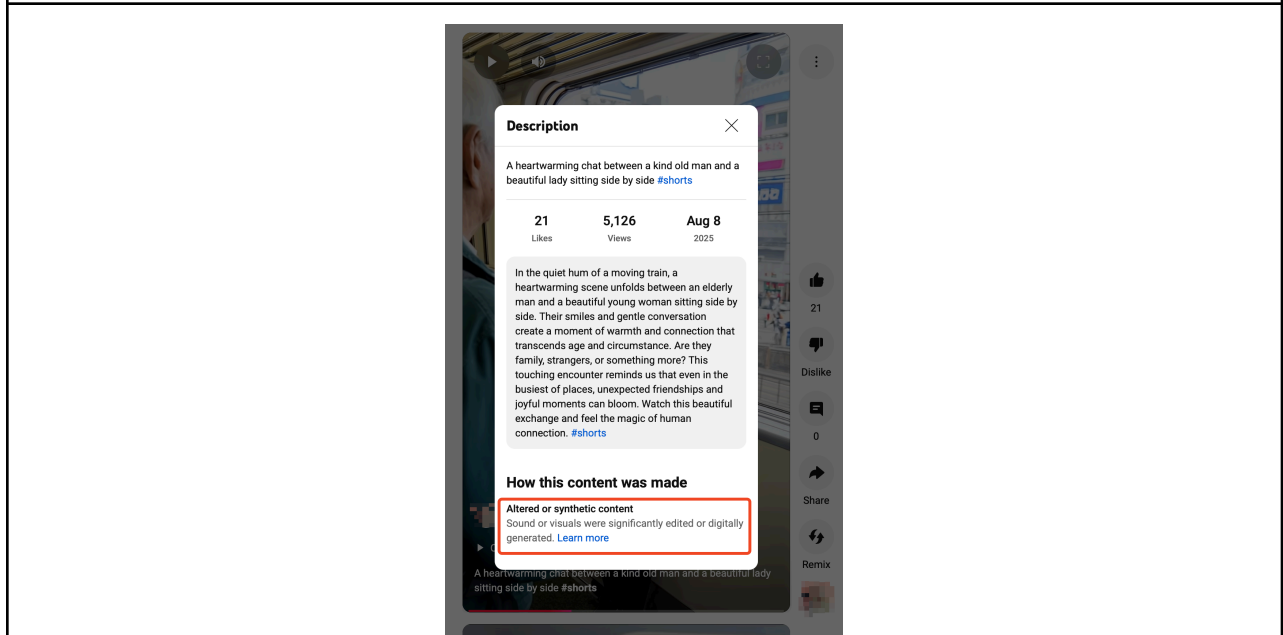 Description
A heartwarming chat between a kind old man and a
beautiful lady sitting side by side #shorts
21
5,126
Aug 8
Likes
Views
2025
In the quiet hum of a moving train, a
heartwarming scene unfolds between an elderly
man and a beautiful young woman sitting side by
side. Their smiles and gentle conversation
create a moment of warmth and connection that
transcends age and circumstance. Are they
family, strangers, or something more? This
touching encounter reminds us that even in the
busiest of places, unexpected friendships and
joyful moments can bloom. Watch this beautiful
exchange and feel the magic of human
connection. #shorts
How this content was made
Altered or synthetic content
Sound or visuals were significantly edited or digitally
generated. Learn more
21
Dislike
0
Share
Remix
A heartwarming chat between a kind old man and a beautiful lady
sitting side by side #shorts